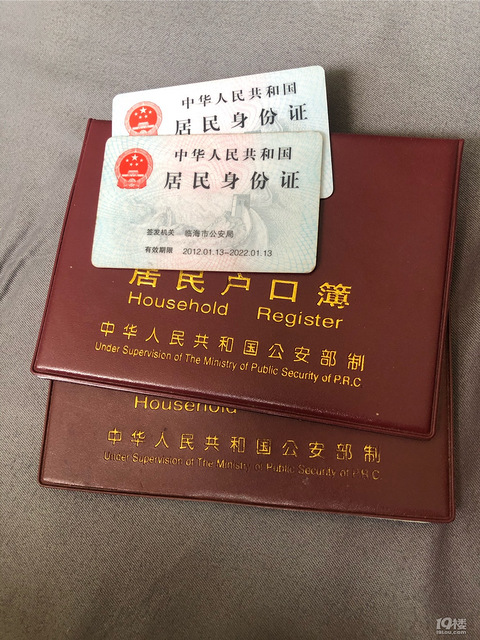 中华人民共和国
居民身份证
中华人民共和国
居民身份证
签发机关 临海市公安局
有效期限 2012.01.13-2022.01.13
居民户口簿
Household Register
中华人民共和国公安部制
Under Supervision of The Ministry of Public Security of P.R.C
Household
中华人民共和国公安部制
Under Supervision of The Ministry of Public Security of P.R.C
19楼
19lou.com